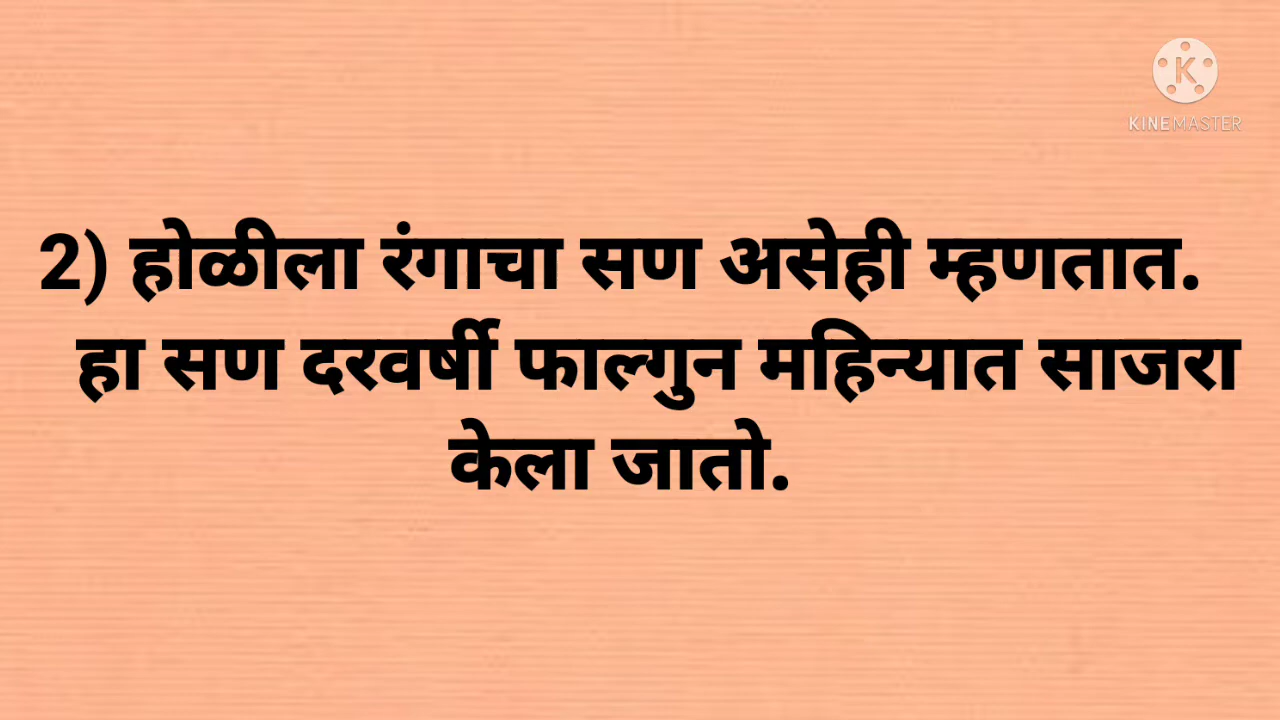 KINEMASTER
2) होळीला रंगाचा सण असेही म्हणतात.
हा सण दरवर्षी फाल्गुन महिन्यात साजरा
केला जातो.